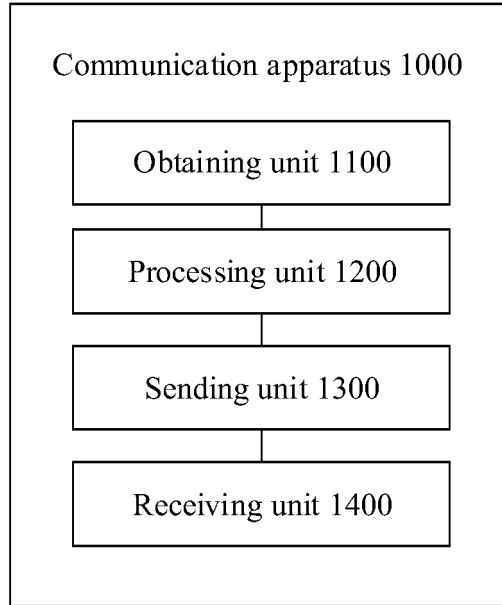 Communication apparatus 1000
Obtaining unit 1100
Processing unit 1200
Sending unit 1300
Receiving unit 1400